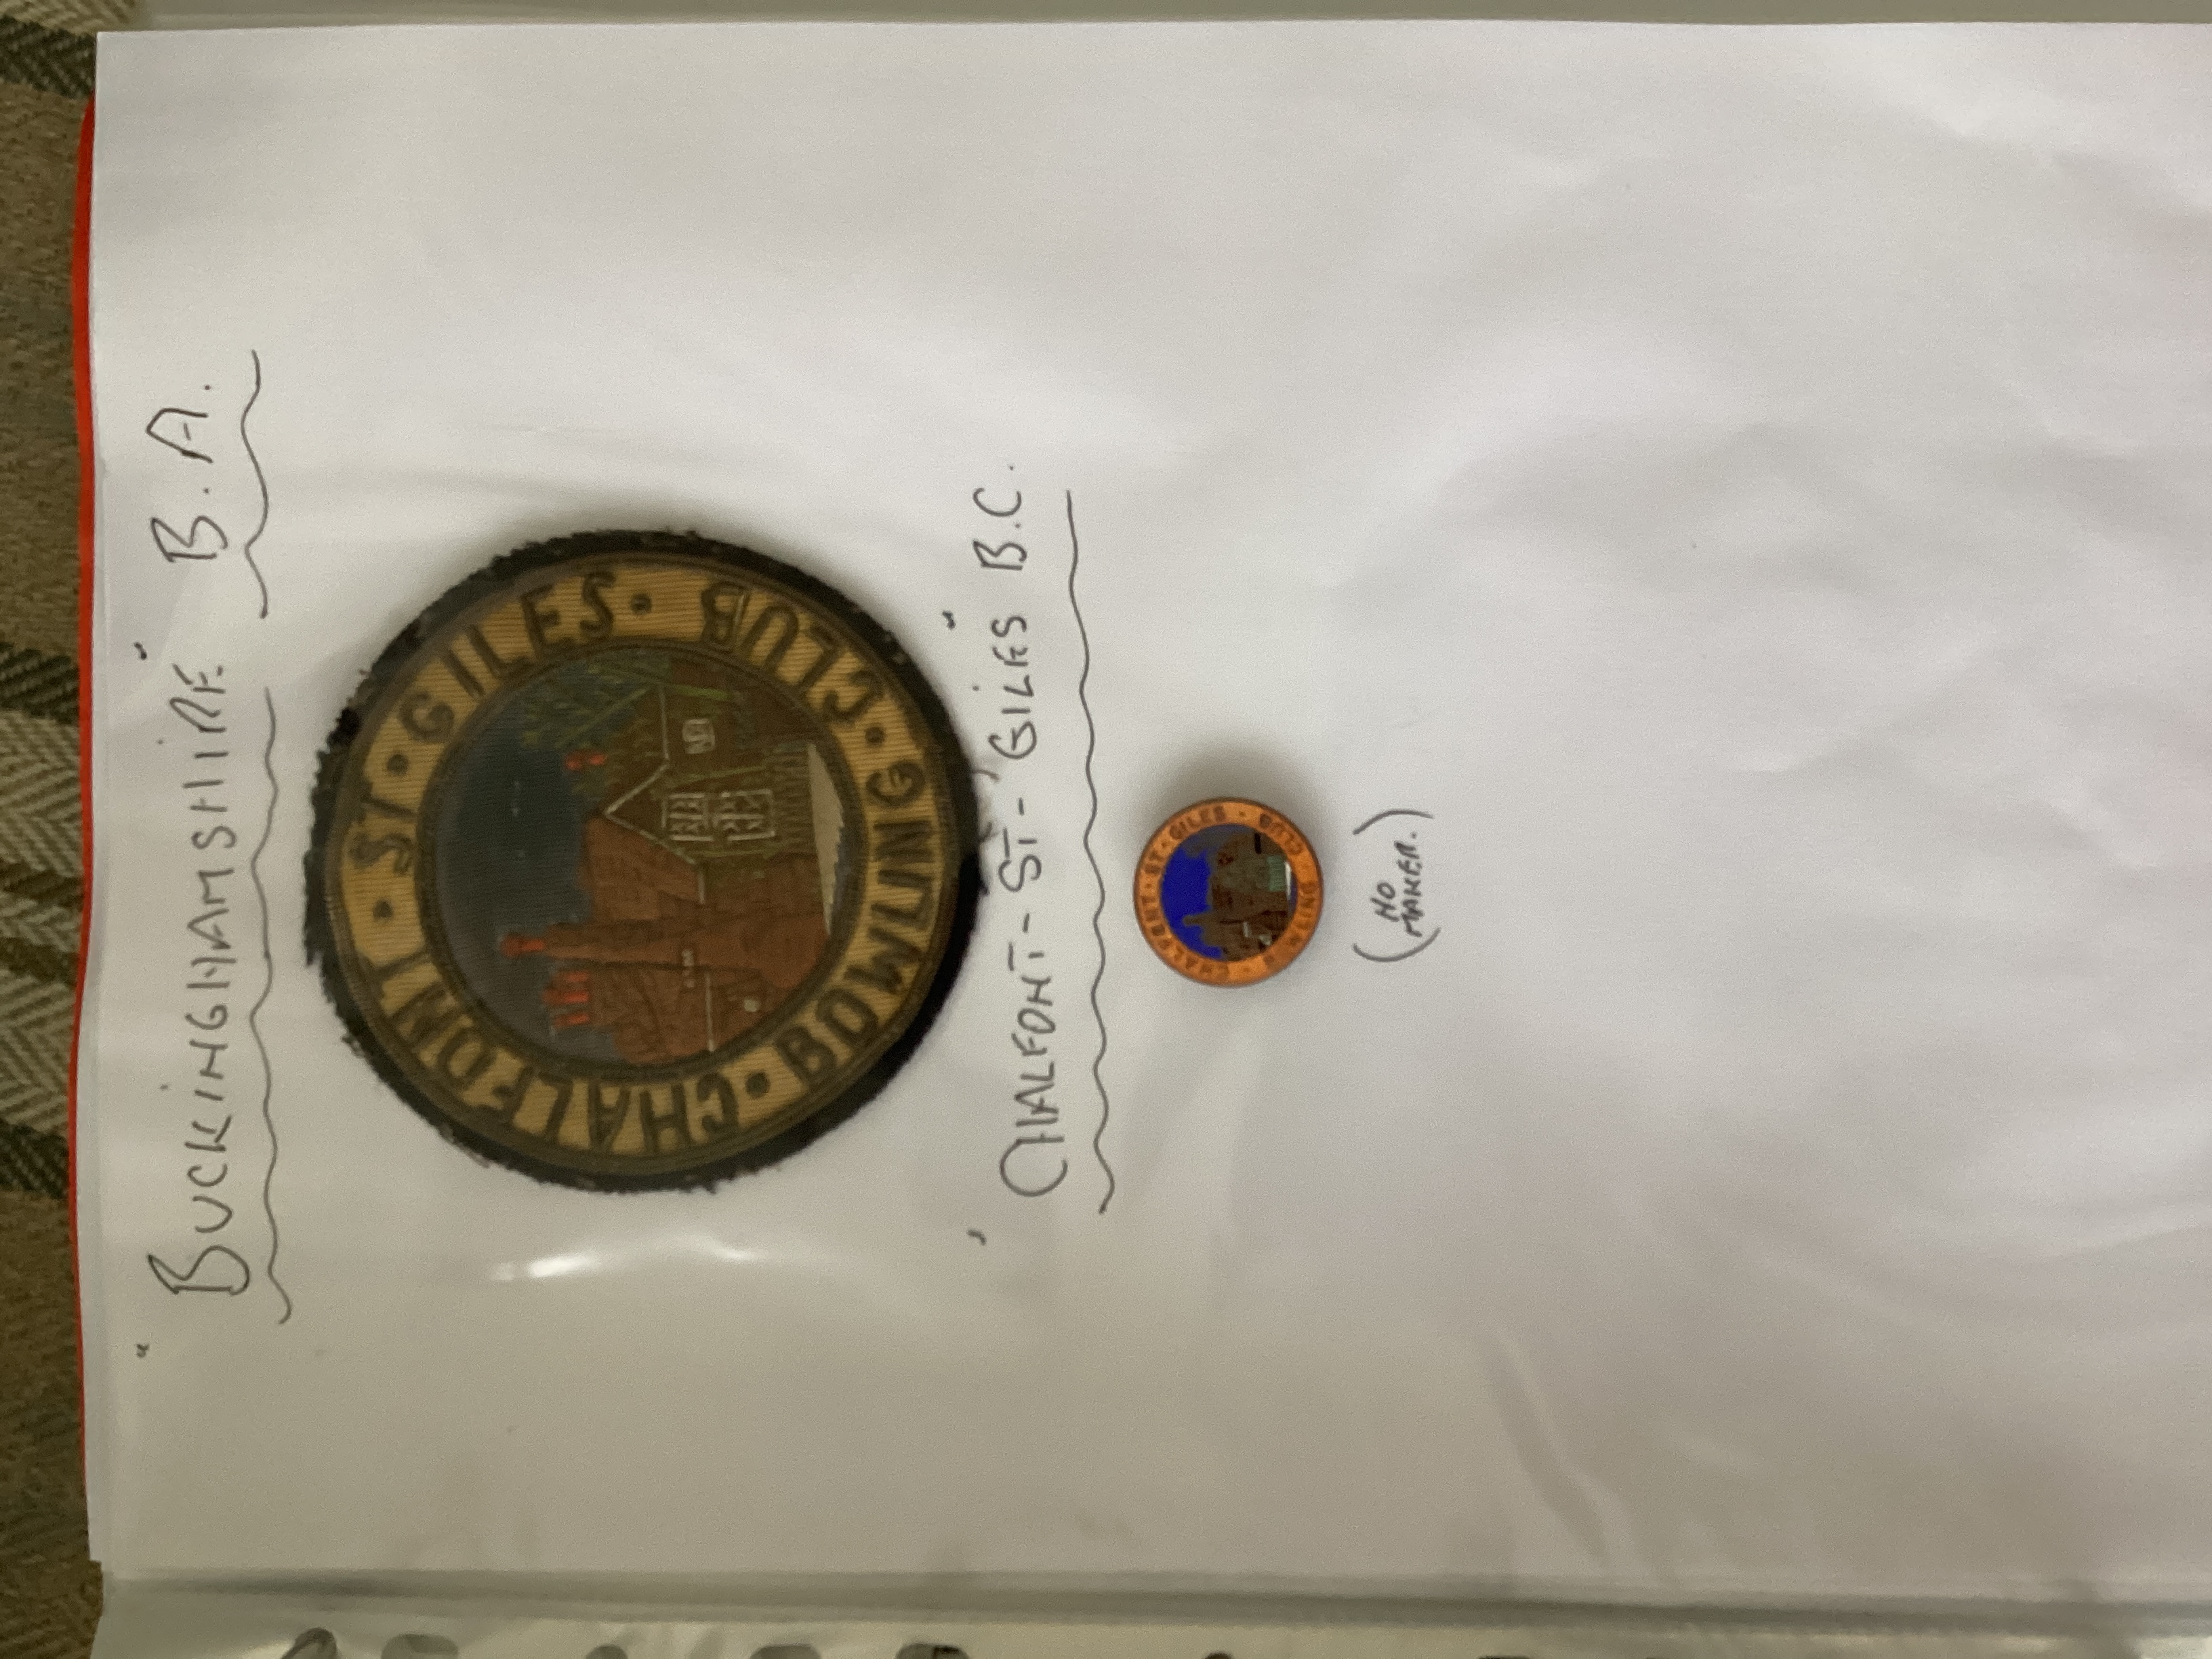 "BUCKINGHAMSHIRE" B.A.
CHALFONT · ST · GILES ·
BOWLING · CLUB
"CHALFONT-ST-GILES" B.C.
CHALFONT · ST · GILES ·
BOWLING CLUB
(NO
MAKER.)